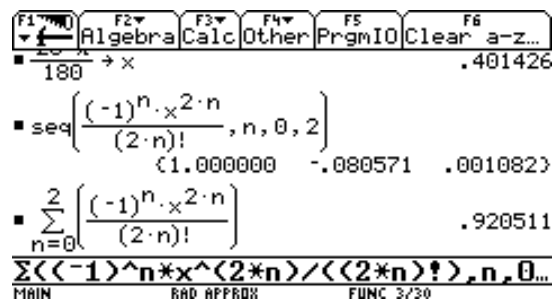 F1 F2 Algebra F3 Calc F4 Other F5 PrgmIO F6 Clear a-z…
180 → x .401426
seq((-1)^n·x^(2·n)/(2·n)!, n, 0, 2)
{1.000000 -.080571 .001082}
2 Σ n=0 ((-1)^n·x^(2·n)/(2·n)!) .920511
Σ((-1)^n*x^(2*n)/((2*n)!),n,0…
MAIN RAD APPROX FUNC 3/30